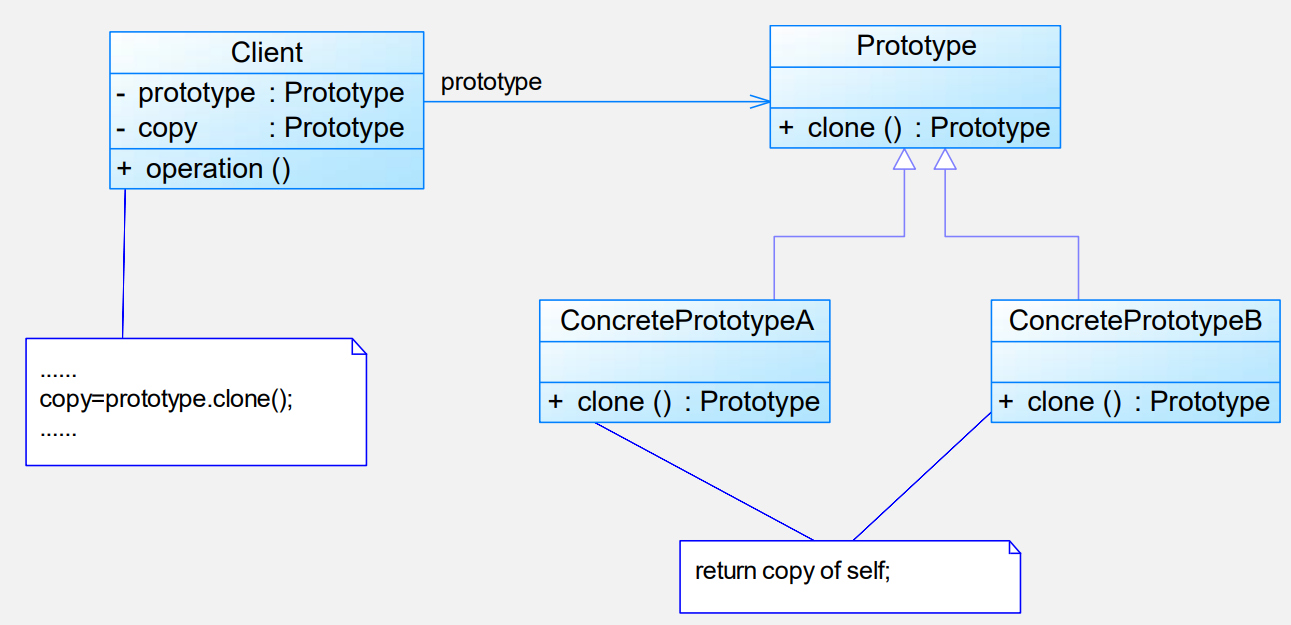 Client
- prototype : Prototype
- copy : Prototype
+ operation ()
prototype
Prototype
+ clone () : Prototype
ConcretePrototypeA
+ clone () : Prototype
ConcretePrototypeB
+ clone () : Prototype
......
copy=prototype.clone();
......
return copy of self;